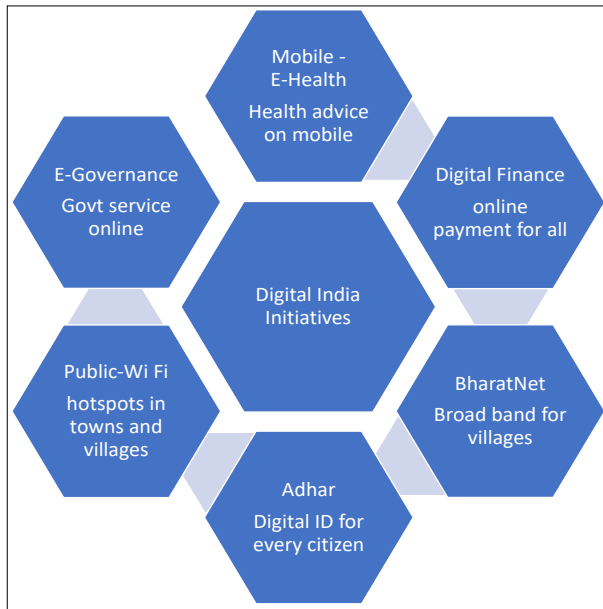 Mobile -
E-Health
Health advice
on mobile
E-Governance
Govt service
online
Digital Finance
online
payment for all
Digital India
Initiatives
Public-Wi Fi
hotspots in
towns and
villages
BharatNet
Broad band for
villages
Adhar
Digital ID for
every citizen